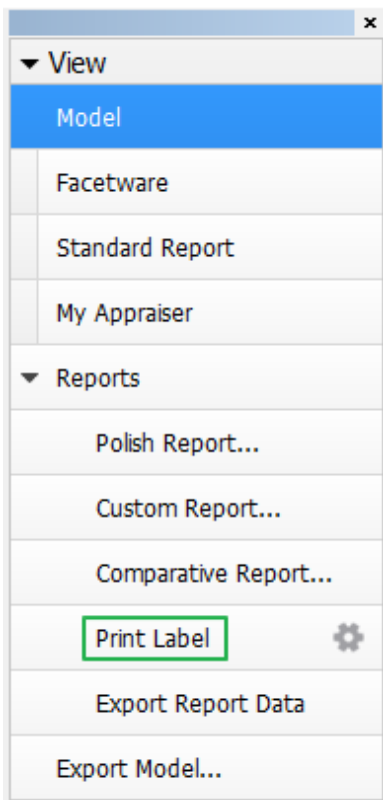 View
Model
Facetware
Standard Report
My Appraiser
Reports
Polish Report...
Custom Report...
Comparative Report...
Print Label
Export Report Data
Export Model...